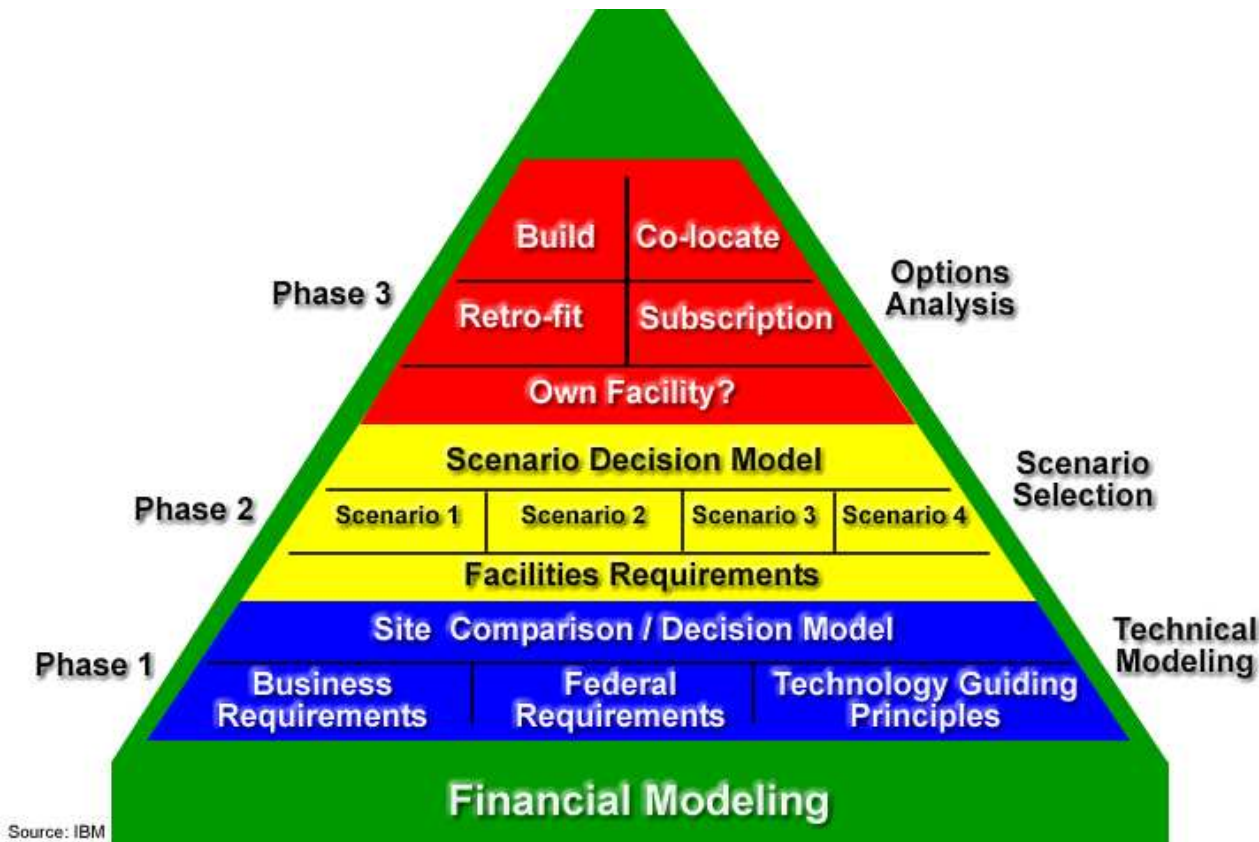 Build
Co-locate
Phase 3
Options
Analysis
Retro-fit
Subscription
Own Facility?
Scenario Decision Model
Scenario
Selection
Phase 2
Scenario 1
Scenario 2
Scenario 3
Scenario 4
Facilities Requirements
Site Comparison / Decision Model
Technical
Modeling
Phase 1
Business
Requirements
Federal
Requirements
Technology Guiding
Principles
Financial Modeling
Source: IBM